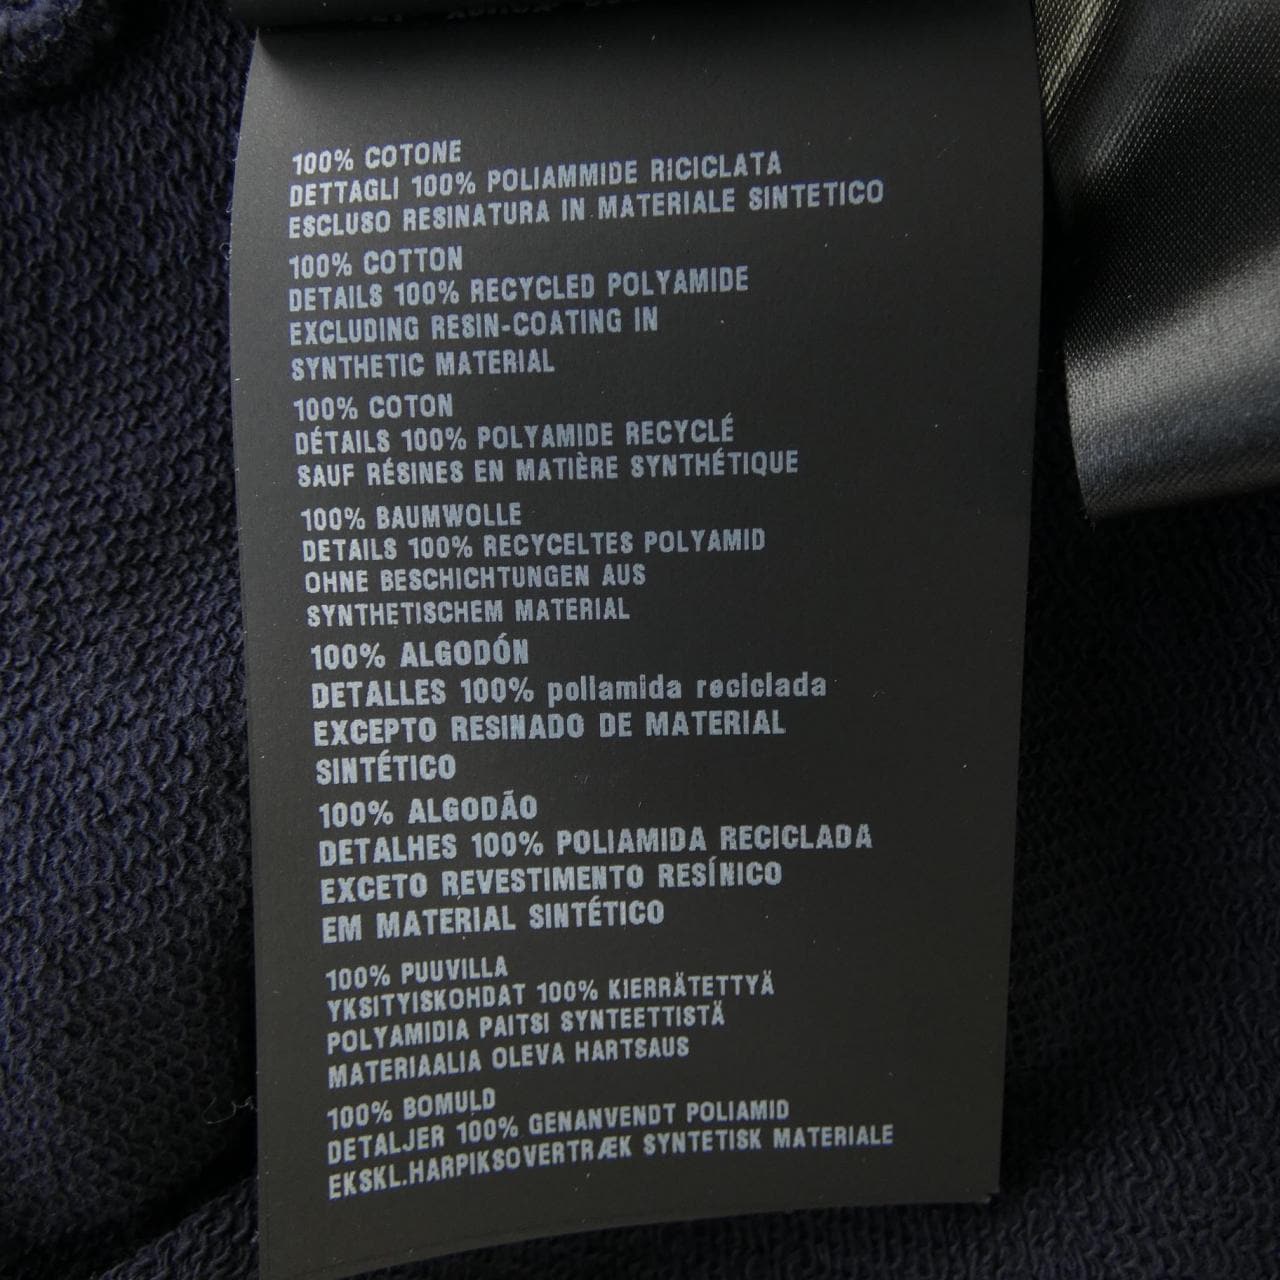 100% COTONE
DETTAGLI 100% POLIAMMIDE RICICLATA
ESCLUSO RESINATURA IN MATERIALE SINTETICO
100% COTTON
DETAILS 100% RECYCLED POLYAMIDE
EXCLUDING RESIN-COATING IN
SYNTHETIC MATERIAL
100% COTON
DÉTAILS 100% POLYAMIDE RECYCLÉ
SAUF RÉSINES EN MATIÈRE SYNTHÉTIQUE
100% BAUMWOLLE
DETAILS 100% RECYCELTES POLYAMID
OHNE BESCHICHTUNGEN AUS
SYNTHETISCHEM MATERIAL
100% ALGODÓN
DETALLES 100% poliamida reciclada
EXCEPTO RESINADO DE MATERIAL
SINTÉTICO
100% ALGODÃO
DETALHES 100% POLIAMIDA RECICLADA
EXCETO REVESTIMENTO RESÍNICO
EM MATERIAL SINTÉTICO
100% PUUVILLA
YKSITYISKOHDAT 100% KIERRÄTETTYÄ
POLYAMIDIA PAITSI SYNTEETTISTÄ
MATERIAALIA OLEVA HARTSAUS
100% BOMULD
DETALJER 100% GENANVENDT POLIAMID
EKSKL.HARPIKSOVERTRÆK SYNTETISK MATERIALE